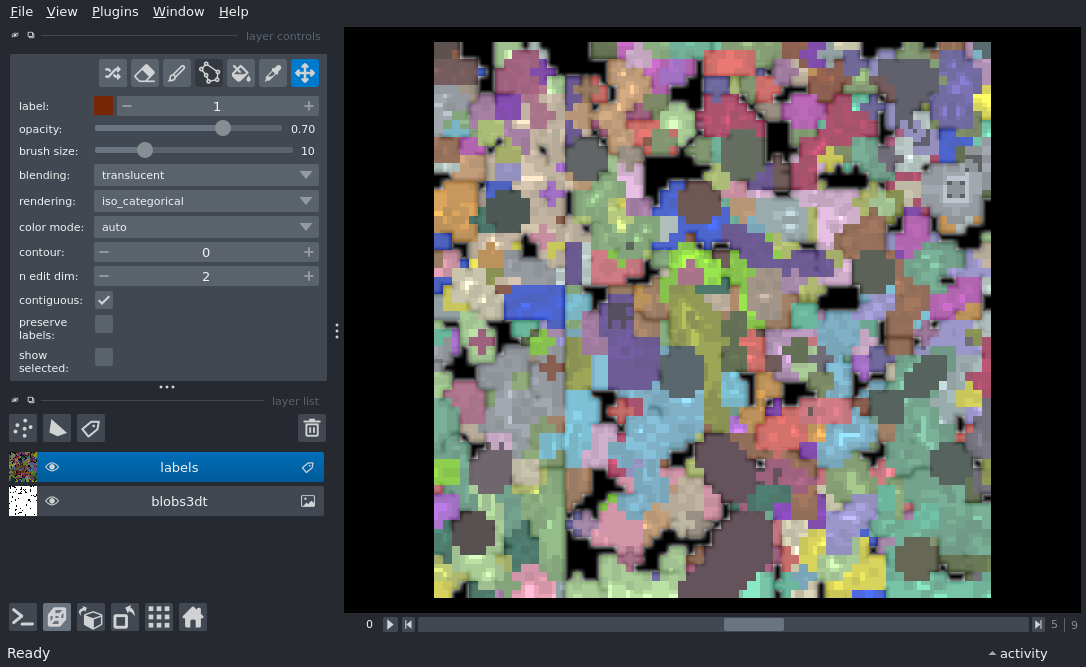 File View Plugins Window Help
layer controls
label: 1
opacity: 0.70
brush size: 10
blending: translucent
rendering: iso_categorical
color mode: auto
contour: 0
n edit dim: 2
contiguous:
preserve
labels:
show
selected:
layer list
labels
blobs3dt
0 5 | 9
Ready activity